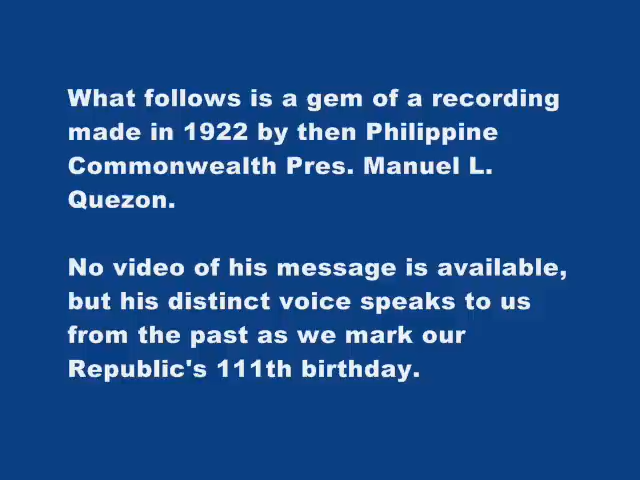 What follows is a gem of a recording
made in 1922 by then Philippine
Commonwealth Pres. Manuel L.
Quezon.
No video of his message is available,
but his distinct voice speaks to us
from the past as we mark our
Republic's 111th birthday.